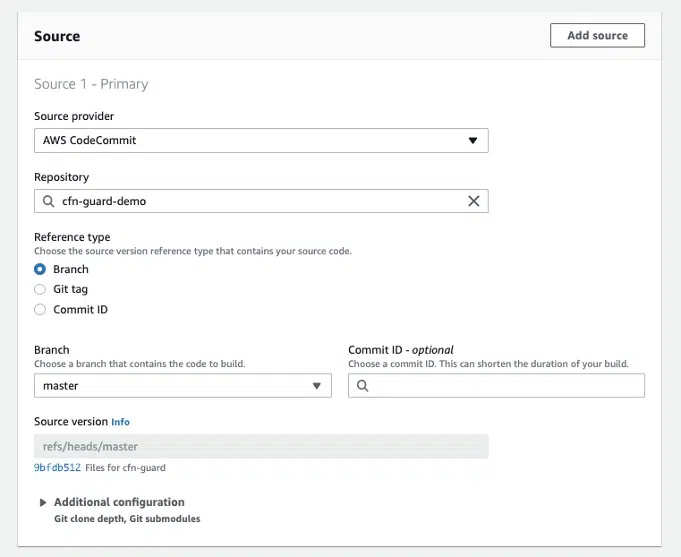 Source
Add source
Source 1 - Primary
Source provider
AWS CodeCommit
Repository
cfn-guard-demo
Reference type
Choose the source version reference type that contains your source code.
Branch
Git tag
Commit ID
Branch
Choose a branch that contains the code to build.
master
Commit ID - optional
Choose a commit ID. This can shorten the duration of your build.
Source version Info
refs/heads/master
9bfdb512 Files for cfn-guard
Additional configuration
Git clone depth, Git submodules